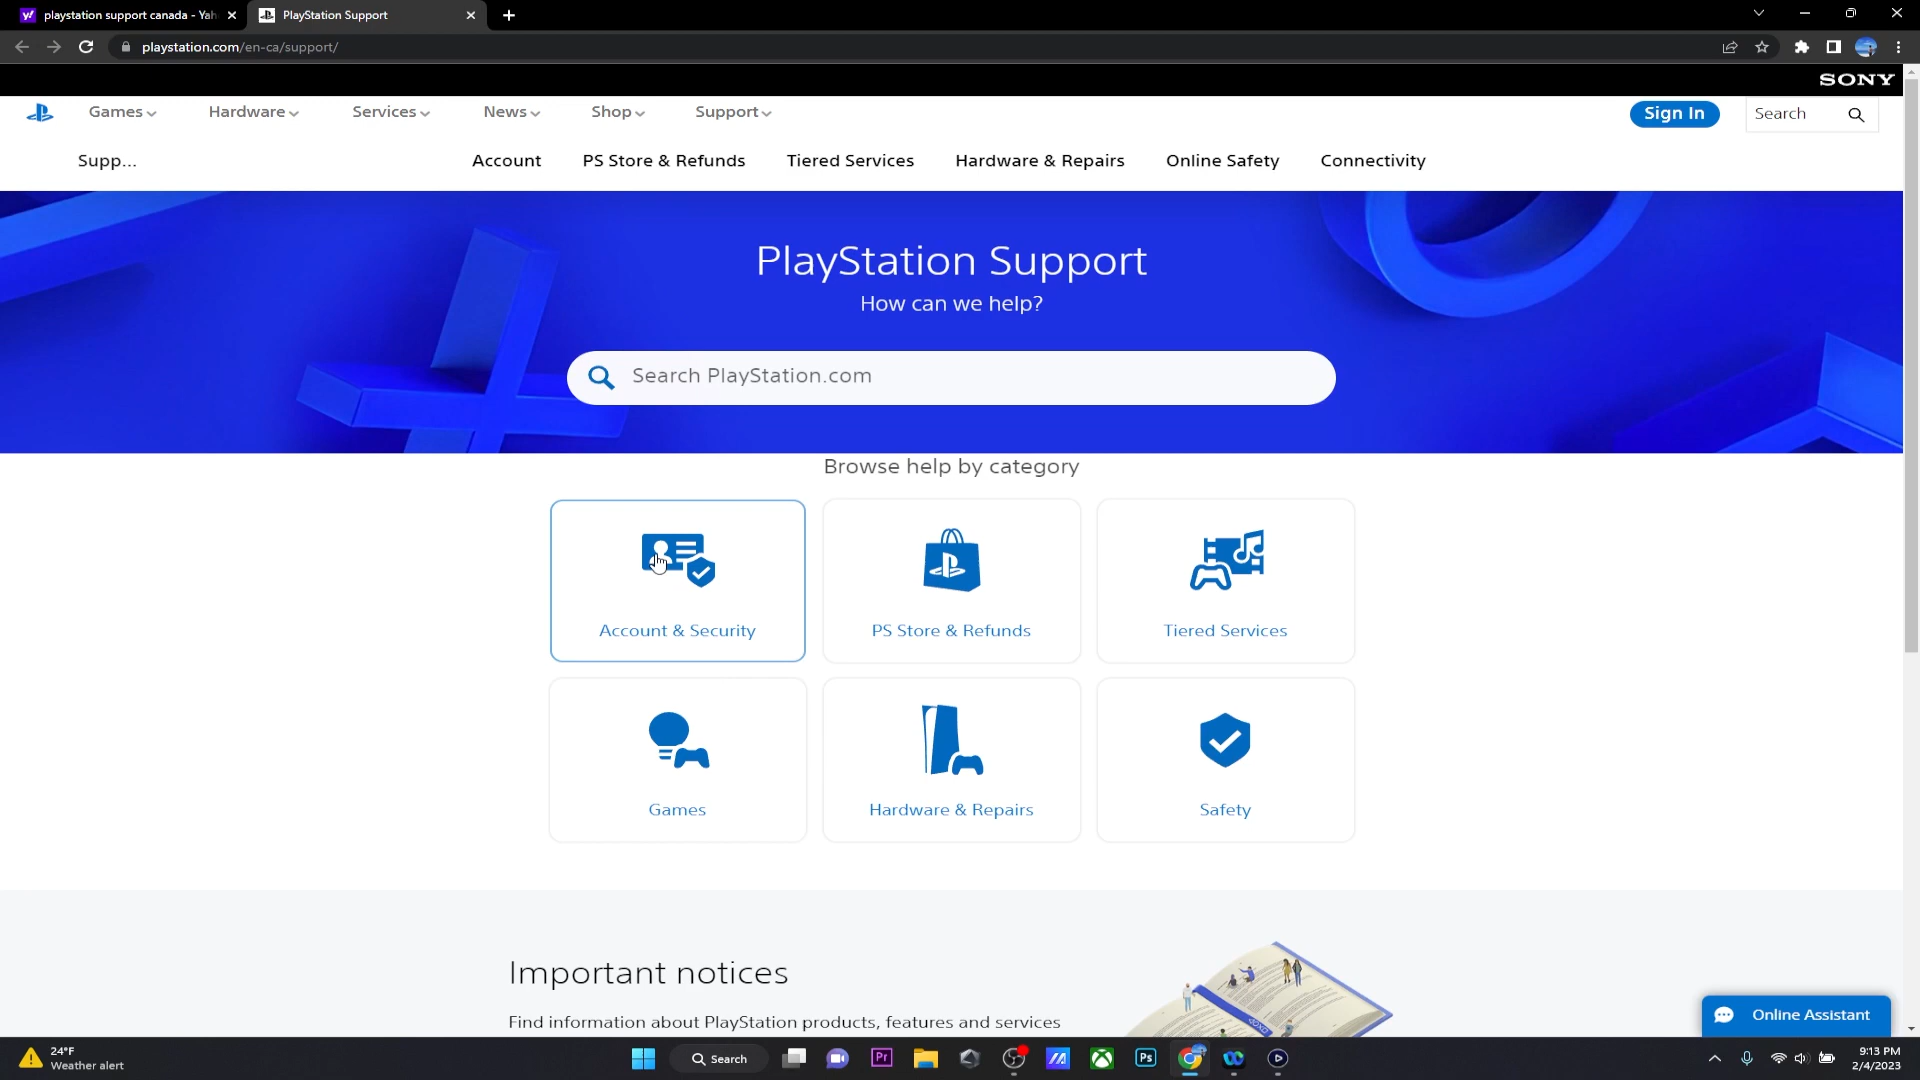 playstation support canada - Yah
PlayStation Support
playstation.com/en-ca/support/
SONY
Games
Hardware
Services
News
Shop
Support
Sign In
Search
Supp...
Account
PS Store & Refunds
Tiered Services
Hardware & Repairs
Online Safety
Connectivity
PlayStation Support
How can we help?
Search PlayStation.com
Browse help by category
Account & Security
PS Store & Refunds
Tiered Services
Games
Hardware & Repairs
Safety
Important notices
Find information about PlayStation products, features and services
Online Assistant
24°F
Weather alert
Search
Pr
Ps
9:13 PM
2/4/2023